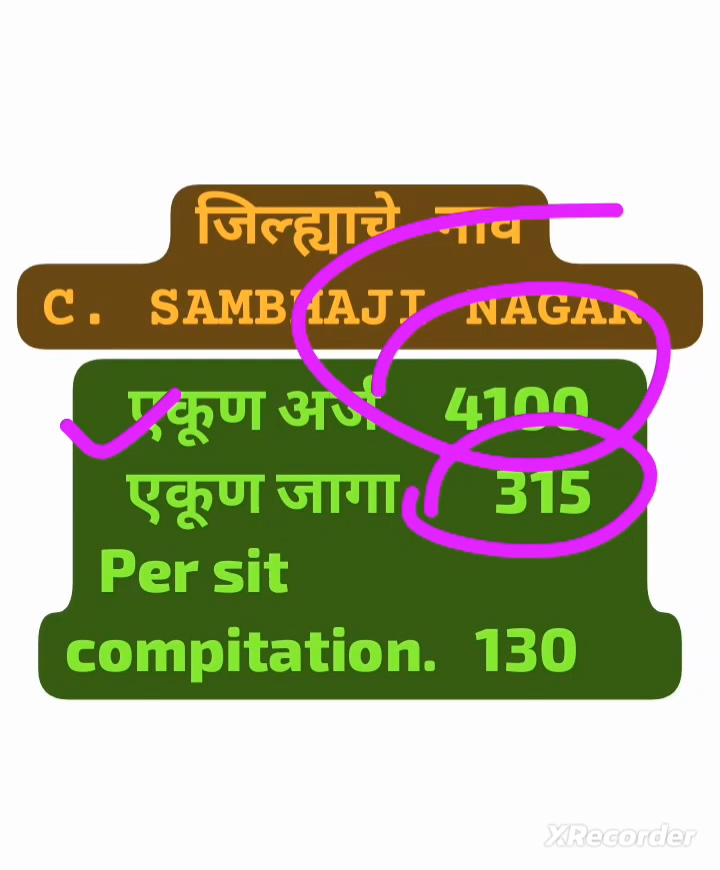 जिल्ह्याचे नाव
C. SAMBHAJI NAGAR
एकूण अर्ज 4100
एकूण जागा 315
Per sit
compitation. 130
XRecorder